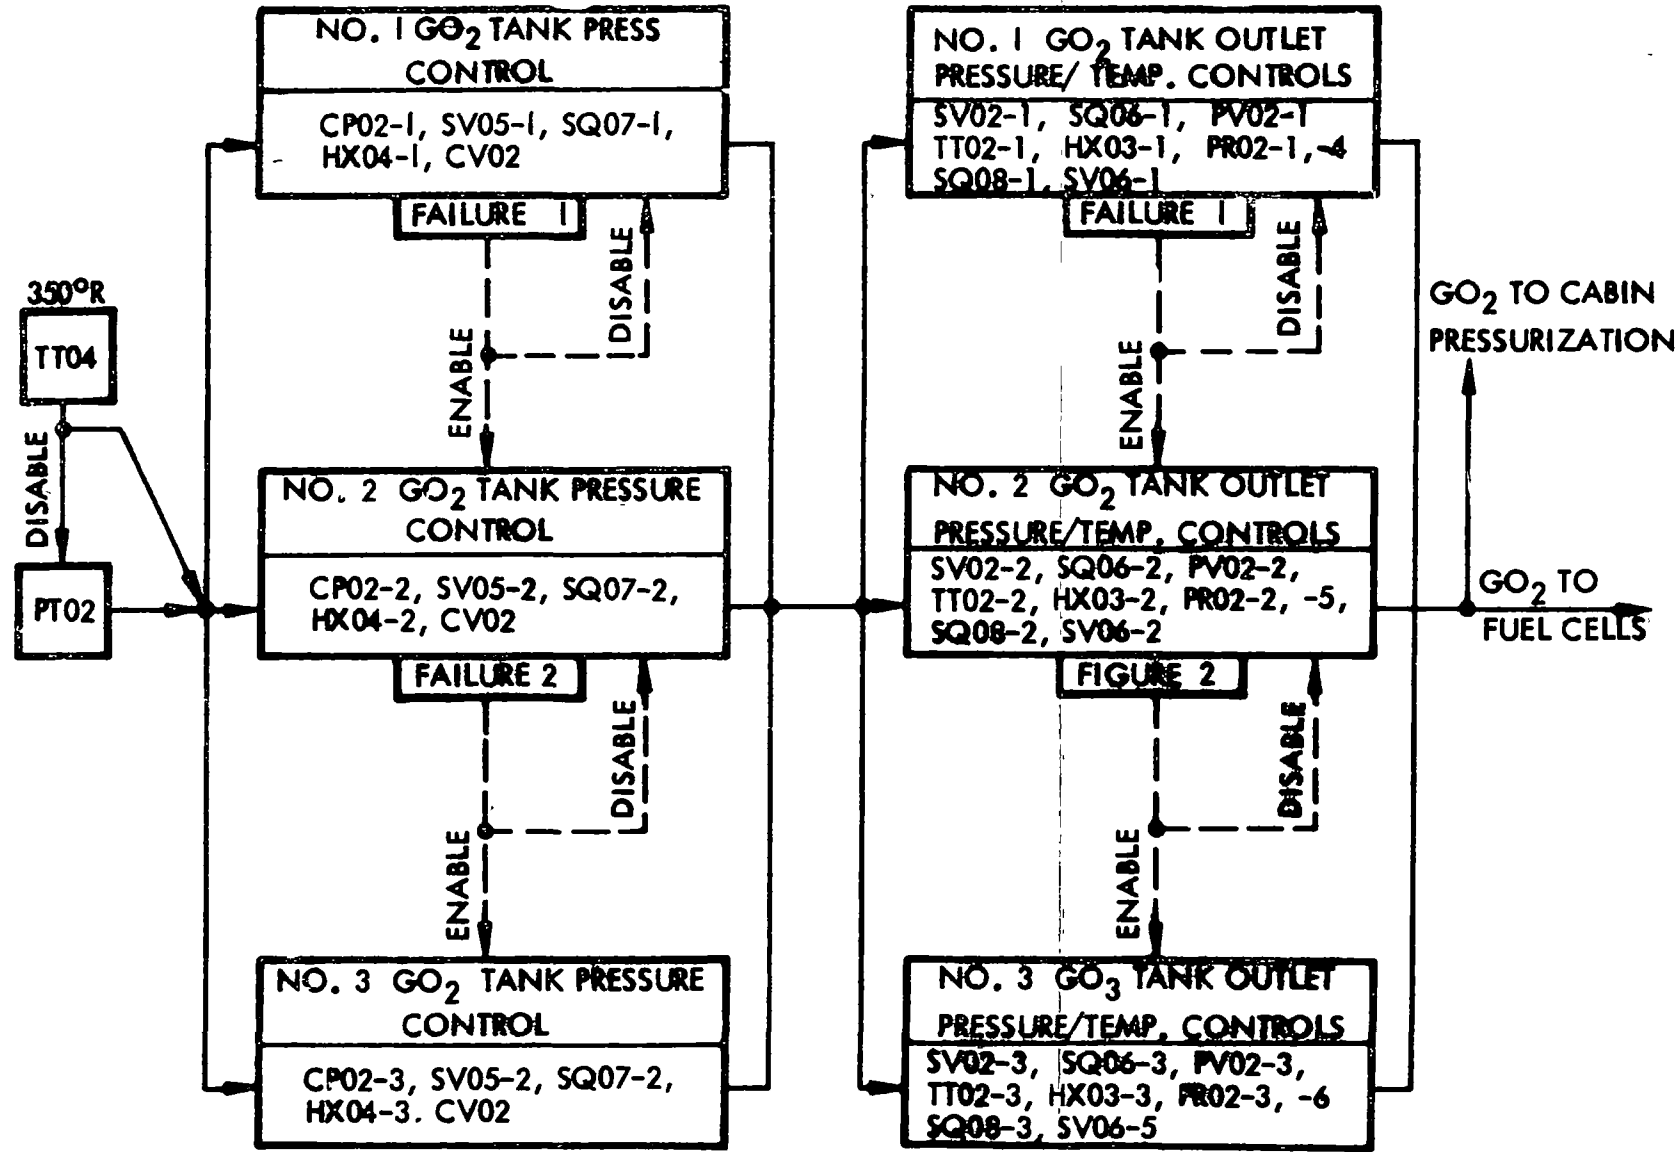 NO. 1 GO2 TANK PRESS
CONTROL
CP02-1, SV05-1, SQ07-1,
HX04-1, CV02
FAILURE 1
DISABLE
ENABLE
350°R
TT04
DISABLE
PT02
NO. 2 GO2 TANK PRESSURE
CONTROL
CP02-2, SV05-2, SQ07-2,
HX04-2, CV02
FAILURE 2
DISABLE
ENABLE
NO. 3 GO2 TANK PRESSURE
CONTROL
CP02-3, SV05-2, SQ07-2,
HX04-3. CV02
NO. 1 GO2 TANK OUTLET
PRESSURE/ TEMP. CONTROLS
SV02-1, SQ06-1, PV02-1
TT02-1, HX03-1, PR02-1, -4
SQ08-1, SV06-1
FAILURE 1
DISABLE
ENABLE
NO. 2 GO2 TANK OUTLET
PRESSURE/TEMP. CONTROLS
SV02-2, SQ06-2, PV02-2,
TT02-2, HX03-2, PR02-2, -5,
SQ08-2, SV06-2
FIGURE 2
DISABLE
ENABLE
NO. 3 GO3 TANK OUTLET
PRESSURE/TEMP. CONTROLS
SV02-3, SQ06-3, PV02-3,
TT02-3, HX03-3, PR02-3, -6
SQ08-3, SV06-5
GO2 TO CABIN
PRESSURIZATION
GO2 TO
FUEL CELLS